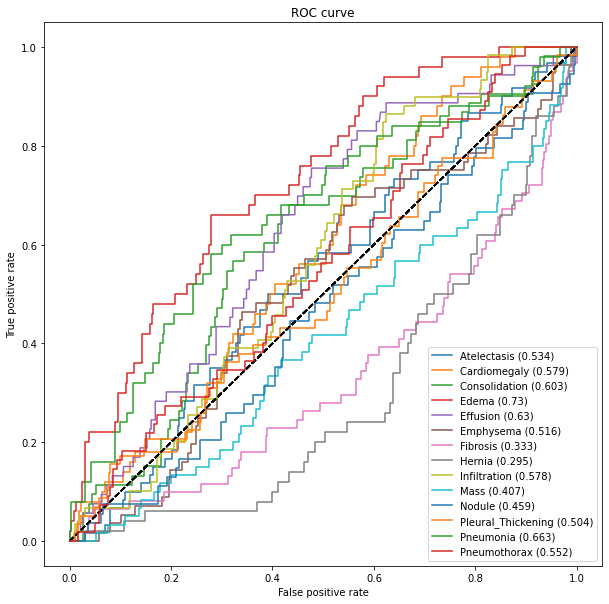 ROC curve
1.0
0.8
0.6
0.4
0.2
0.0
True positive rate
Atelectasis (0.534)
Cardiomegaly (0.579)
Consolidation (0.603)
Edema (0.73)
Effusion (0.63)
Emphysema (0.516)
Fibrosis (0.333)
Hernia (0.295)
Infiltration (0.578)
Mass (0.407)
Nodule (0.459)
Pleural_Thickening (0.504)
Pneumonia (0.663)
Pneumothorax (0.552)
0.0 0.2 0.4 0.6 0.8 1.0
False positive rate